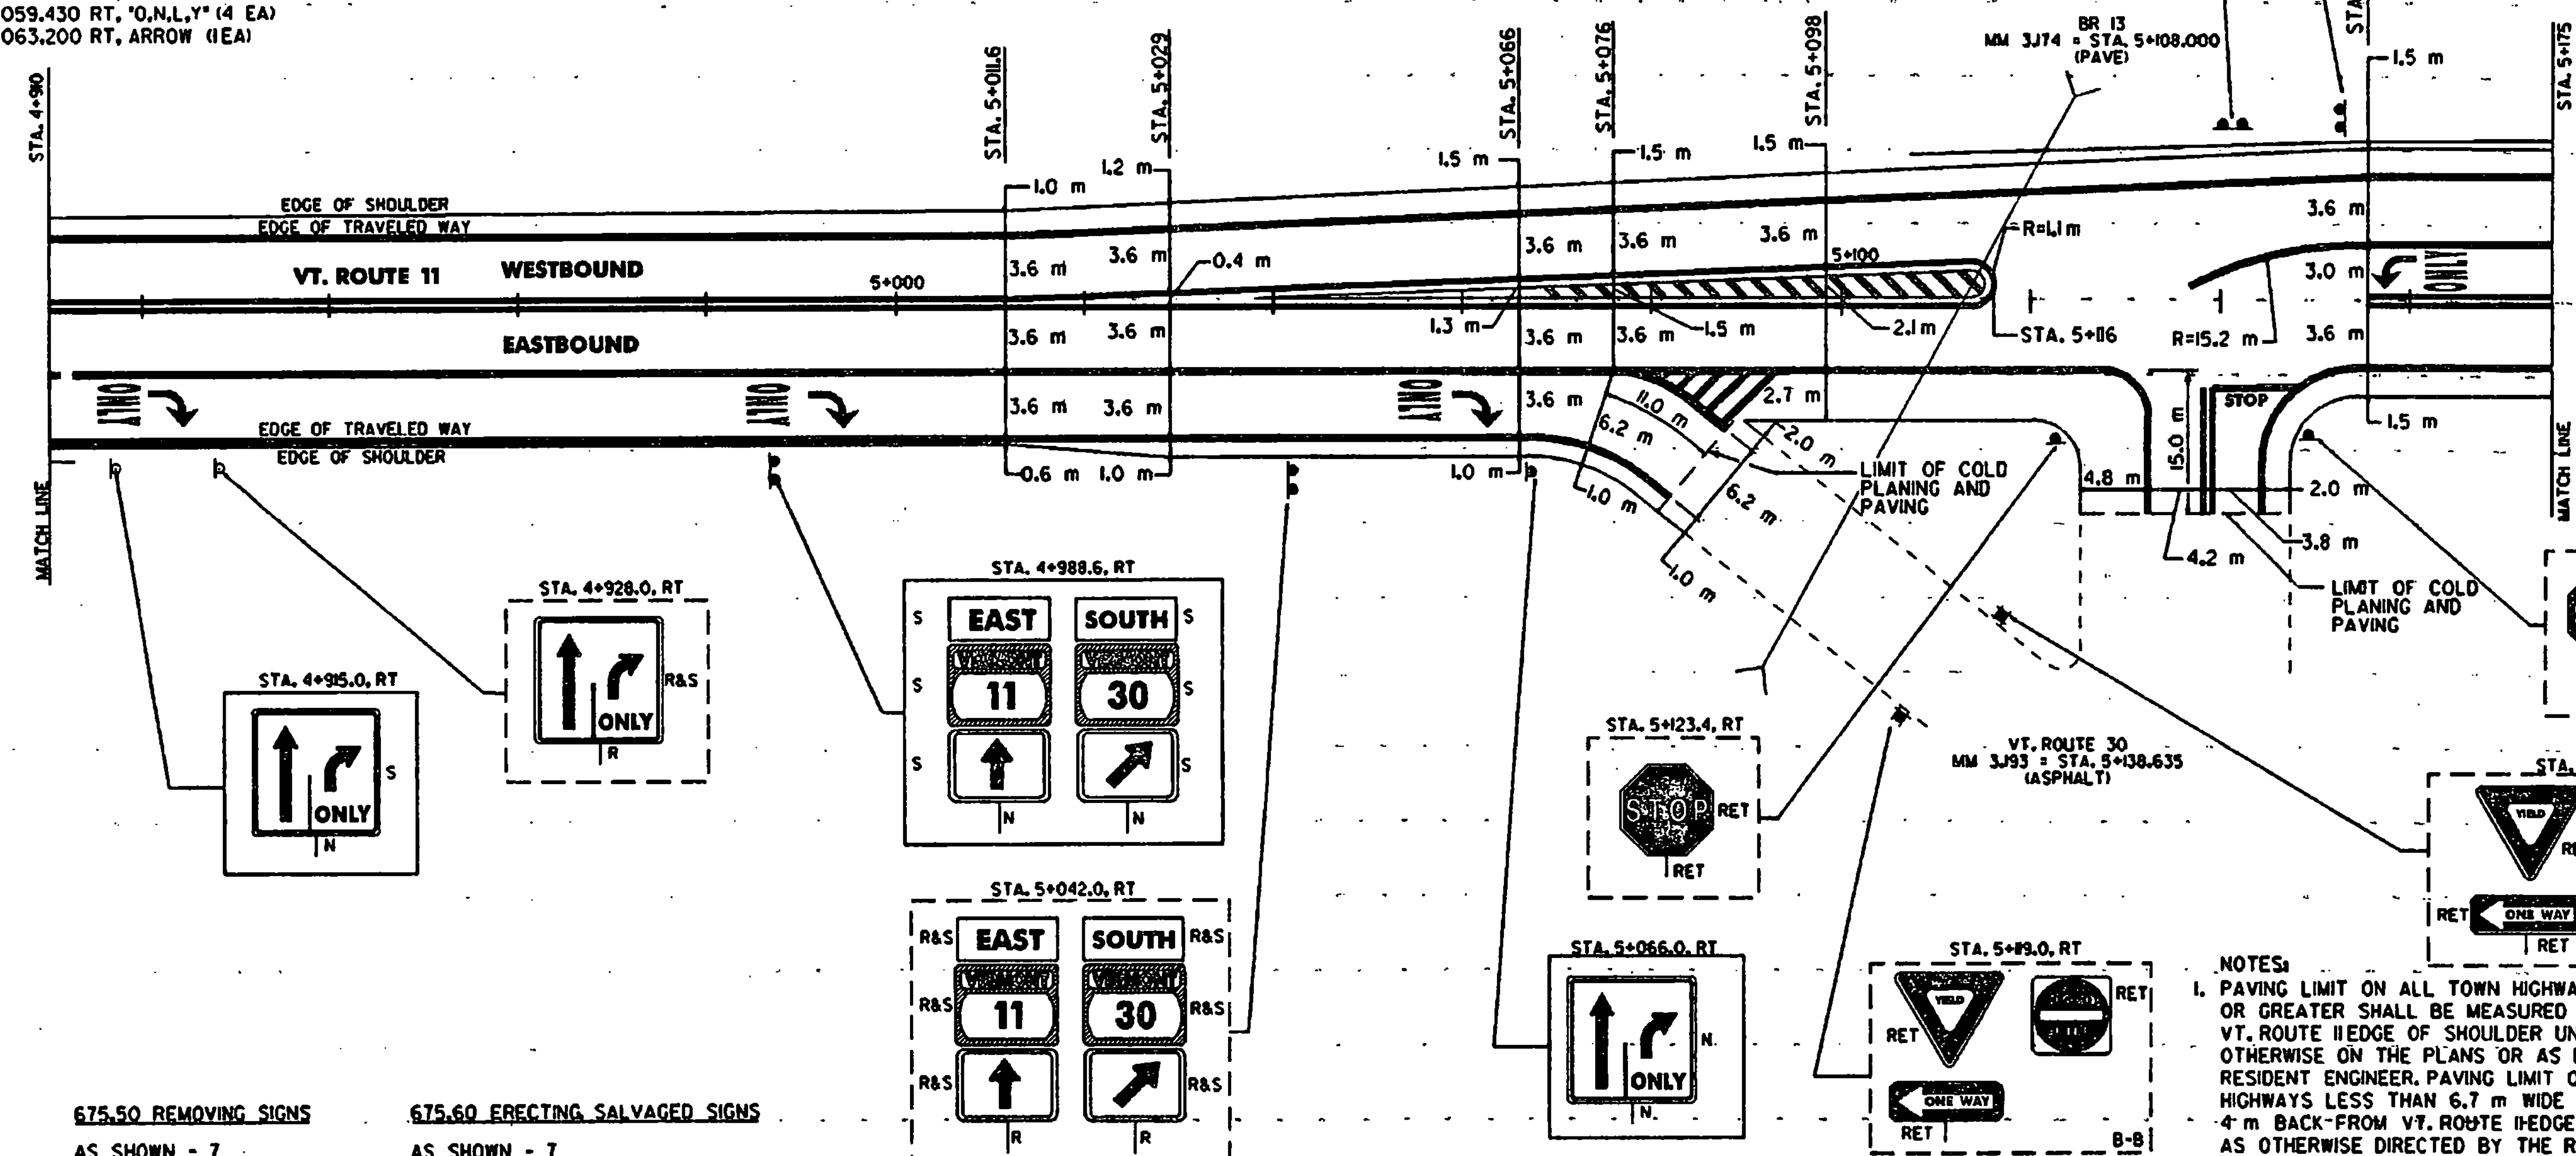 059.430 RT, "O,N,L,Y" (4 EA)
063.200 RT, ARROW (1 EA)
STA. 4+910
STA. 5+011.6
STA. 5+029
STA. 5+066
STA. 5+076
STA. 5+098
BR 13
MM 3.174 = STA. 5+108.000
(PAVE)
STA.
STA. 5+175
1.5 m
1.0 m
1.2 m
1.5 m
1.5 m
1.5 m
EDGE OF SHOULDER
EDGE OF TRAVELED WAY
VT. ROUTE 11
WESTBOUND
5+000
3.6 m
3.6 m
0.4 m
3.6 m
3.6 m
3.6 m
5+100
R=1.1 m
3.6 m
3.0 m
ONLY
EASTBOUND
3.6 m
3.6 m
1.3 m
3.6 m
3.6 m
1.5 m
2.1 m
STA. 5+116
R=15.2 m
3.6 m
ONLY
ONLY
ONLY
EDGE OF TRAVELED WAY
EDGE OF SHOULDER
3.6 m
3.6 m
3.6 m
0.6 m
1.0 m
1.0 m
11.0 m
6.2 m
2.7 m
2.0 m
1.0 m
6.2 m
1.0 m
LIMIT OF COLD
PLANING AND
PAVING
15.0 m
STOP
1.5 m
4.8 m
2.0 m
3.8 m
4.2 m
LIMIT OF COLD
PLANING AND
PAVING
MATCH LINE
MATCH LINE
STA. 4+915.0, RT
ONLY
S
N
STA. 4+928.0, RT
ONLY
R&S
R
STA. 4+988.6, RT
S EAST SOUTH S
VERMONT VERMONT
S 11 30 S
S S
N N
STA. 5+042.0, RT
R&S EAST SOUTH R&S
VERMONT VERMONT
R&S 11 30 R&S
R&S R&S
R R
STA. 5+066.0, RT
ONLY
N
N
STA. 5+123.4, RT
STOP RET
RET
VT. ROUTE 30
MM 3.193 = STA. 5+138.635
(ASPHALT)
STA. 5+119.0, RT
YIELD
RET
RET
ONE WAY
RET
B-B
STA.
YIELD
RET ONE WAY
RET
675.50 REMOVING SIGNS
AS SHOWN - 7
675.60 ERECTING SALVAGED SIGNS
AS SHOWN - 7
NOTES:
1. PAVING LIMIT ON ALL TOWN HIGHWA
OR GREATER SHALL BE MEASURED
VT. ROUTE 11 EDGE OF SHOULDER UN
OTHERWISE ON THE PLANS OR AS
RESIDENT ENGINEER. PAVING LIMIT O
HIGHWAYS LESS THAN 6.7 m WIDE
4 m BACK FROM VT. ROUTE 11 EDGE
AS OTHERWISE DIRECTED BY THE R